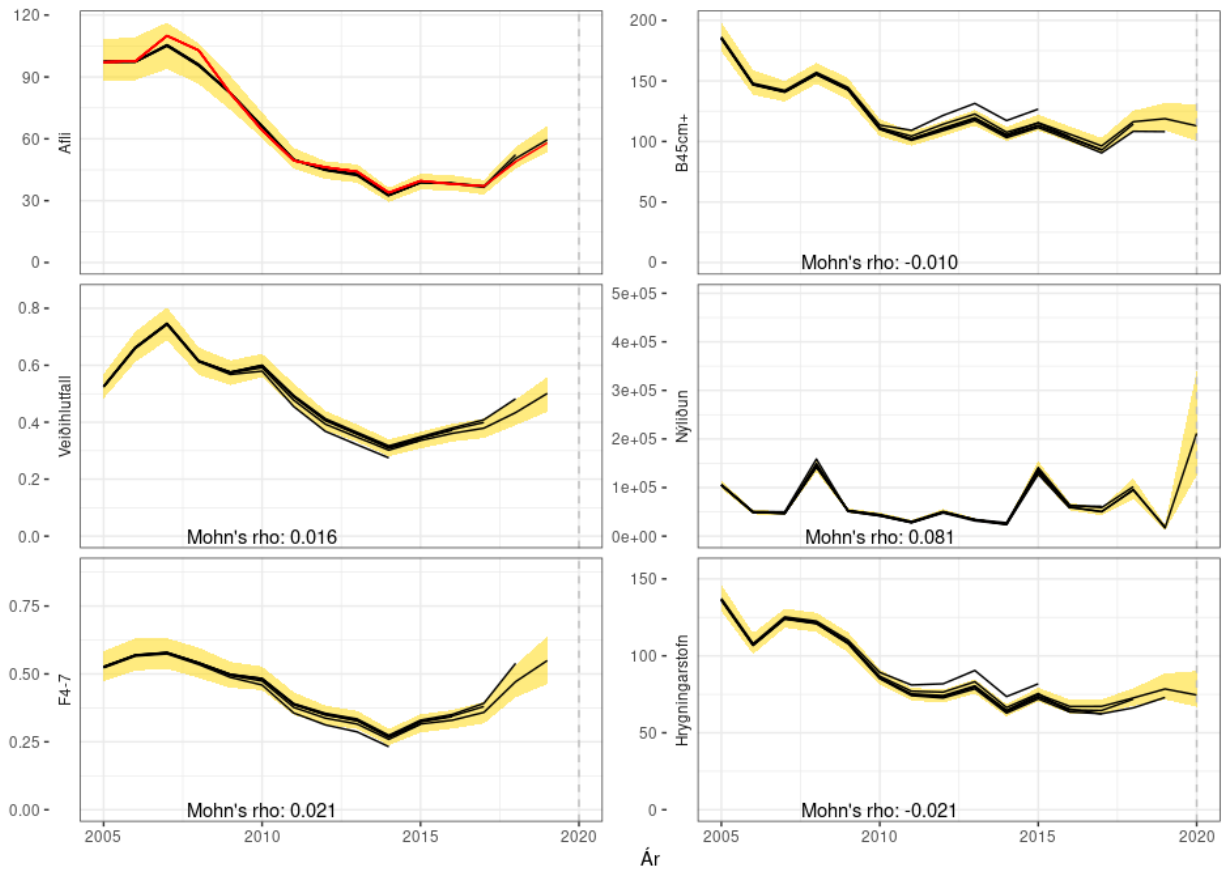 120
90
60
30
0
Afli
200
150
100
50
0
B45cm+
Mohn's rho: -0.010
0.8
0.6
0.4
0.2
0.0
Veiðihlutfall
Mohn's rho: 0.016
5e+05
4e+05
3e+05
2e+05
1e+05
0e+00
Nýliðun
Mohn's rho: 0.081
0.75
0.50
0.25
0.00
F4-7
Mohn's rho: 0.021
2005
2010
2015
2020
150
100
50
0
Hrygningarstofn
Mohn's rho: -0.021
2005
2010
2015
2020
Ár